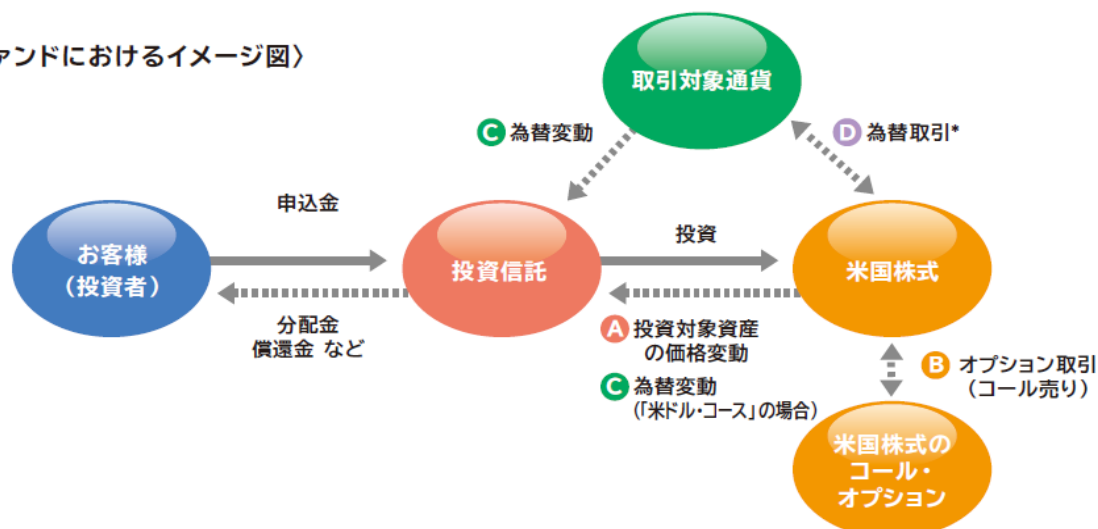 ァンドにおけるイメージ図〉
取引対象通貨
C 為替変動
D 為替取引*
申込金
投資
お客様
（投資者）
投資信託
米国株式
分配金
償還金 など
A 投資対象資産
の価格変動
C 為替変動
(「米ドル・コース」の場合)
B オプション取引
（コール売り）
米国株式の
コール・
オプション